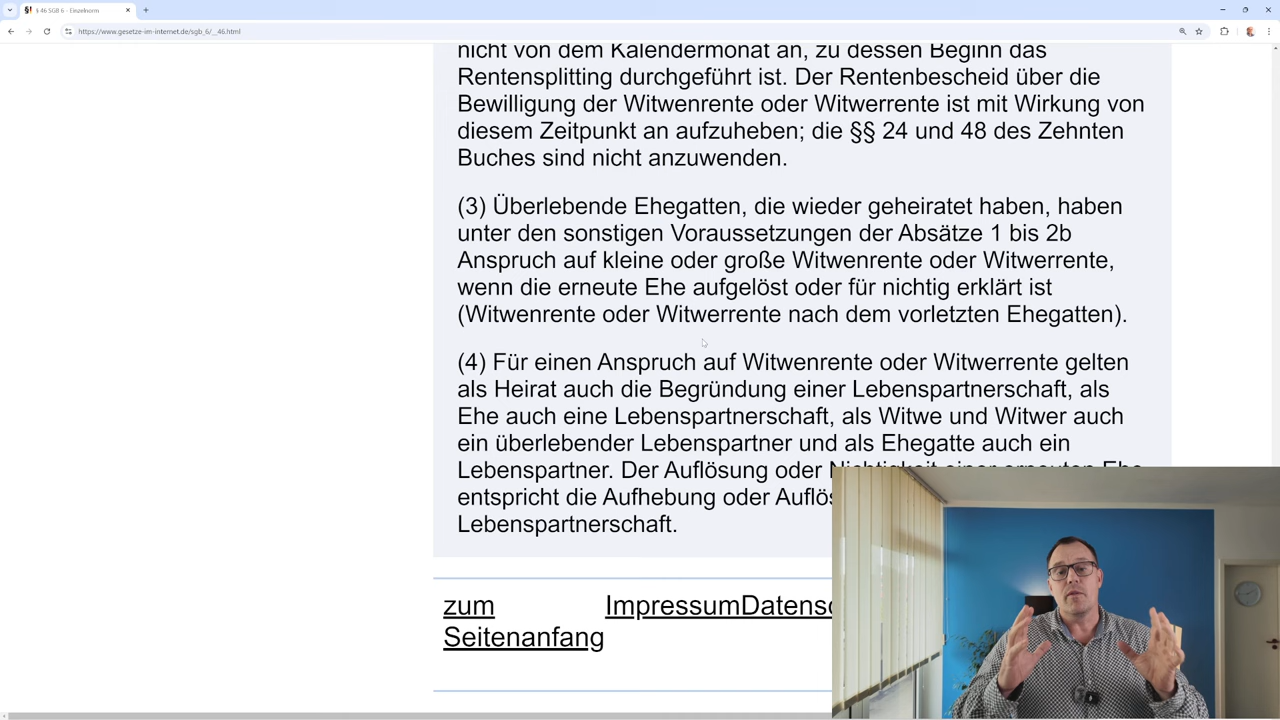 § 46 SGB 6 - Einzelnorm
https://www.gesetze-im-internet.de/sgb_6/__46.html
nicht von dem Kalendermonat an, zu dessen Beginn das
Rentensplitting durchgeführt ist. Der Rentenbescheid über die
Bewilligung der Witwenrente oder Witwerrente ist mit Wirkung von
diesem Zeitpunkt an aufzuheben; die §§ 24 und 48 des Zehnten
Buches sind nicht anzuwenden.
(3) Überlebende Ehegatten, die wieder geheiratet haben, haben
unter den sonstigen Voraussetzungen der Absätze 1 bis 2b
Anspruch auf kleine oder große Witwenrente oder Witwerrente,
wenn die erneute Ehe aufgelöst oder für nichtig erklärt ist
(Witwenrente oder Witwerrente nach dem vorletzten Ehegatten).
(4) Für einen Anspruch auf Witwenrente oder Witwerrente gelten
als Heirat auch die Begründung einer Lebenspartnerschaft, als
Ehe auch eine Lebenspartnerschaft, als Witwe und Witwer auch
ein überlebender Lebenspartner und als Ehegatte auch ein
Lebenspartner. Der Auflösung oder Nichtigkeit einer erneuten Ehe
entspricht die Aufhebung oder Auflös
Lebenspartnerschaft.
zum
Seitenanfang
ImpressumDatensc